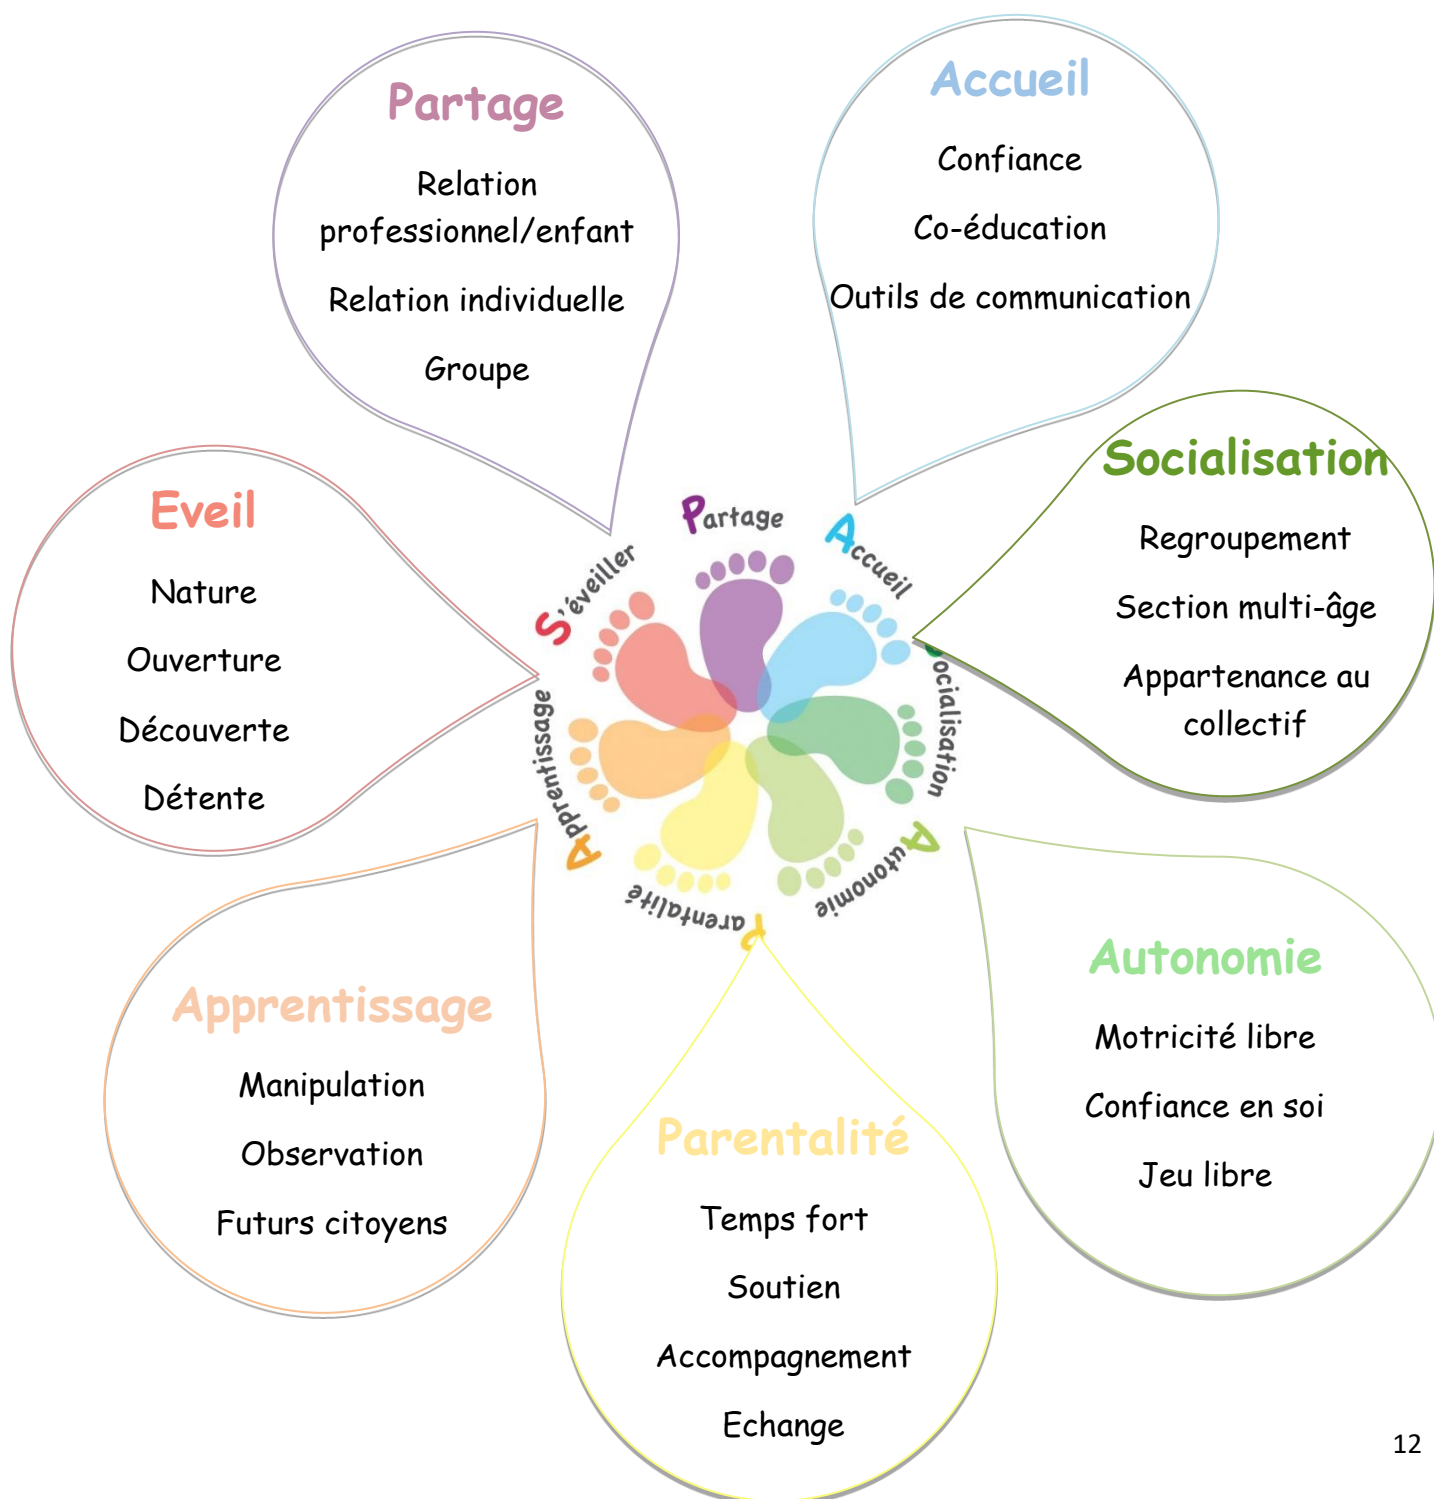 Partage
Relation
professionnel/enfant
Relation individuelle
Groupe
Accueil
Confiance
Co-éducation
Outils de communication
Socialisation
Regroupement
Section multi-âge
Appartenance au
collectif
Eveil
Nature
Ouverture
Découverte
Détente
Partage
Accueil
Socialisation
Autonomie
Parentalité
Apprentissage
S'éveiller
Autonomie
Motricité libre
Confiance en soi
Jeu libre
Apprentissage
Manipulation
Observation
Futurs citoyens
Parentalité
Temps fort
Soutien
Accompagnement
Echange
12